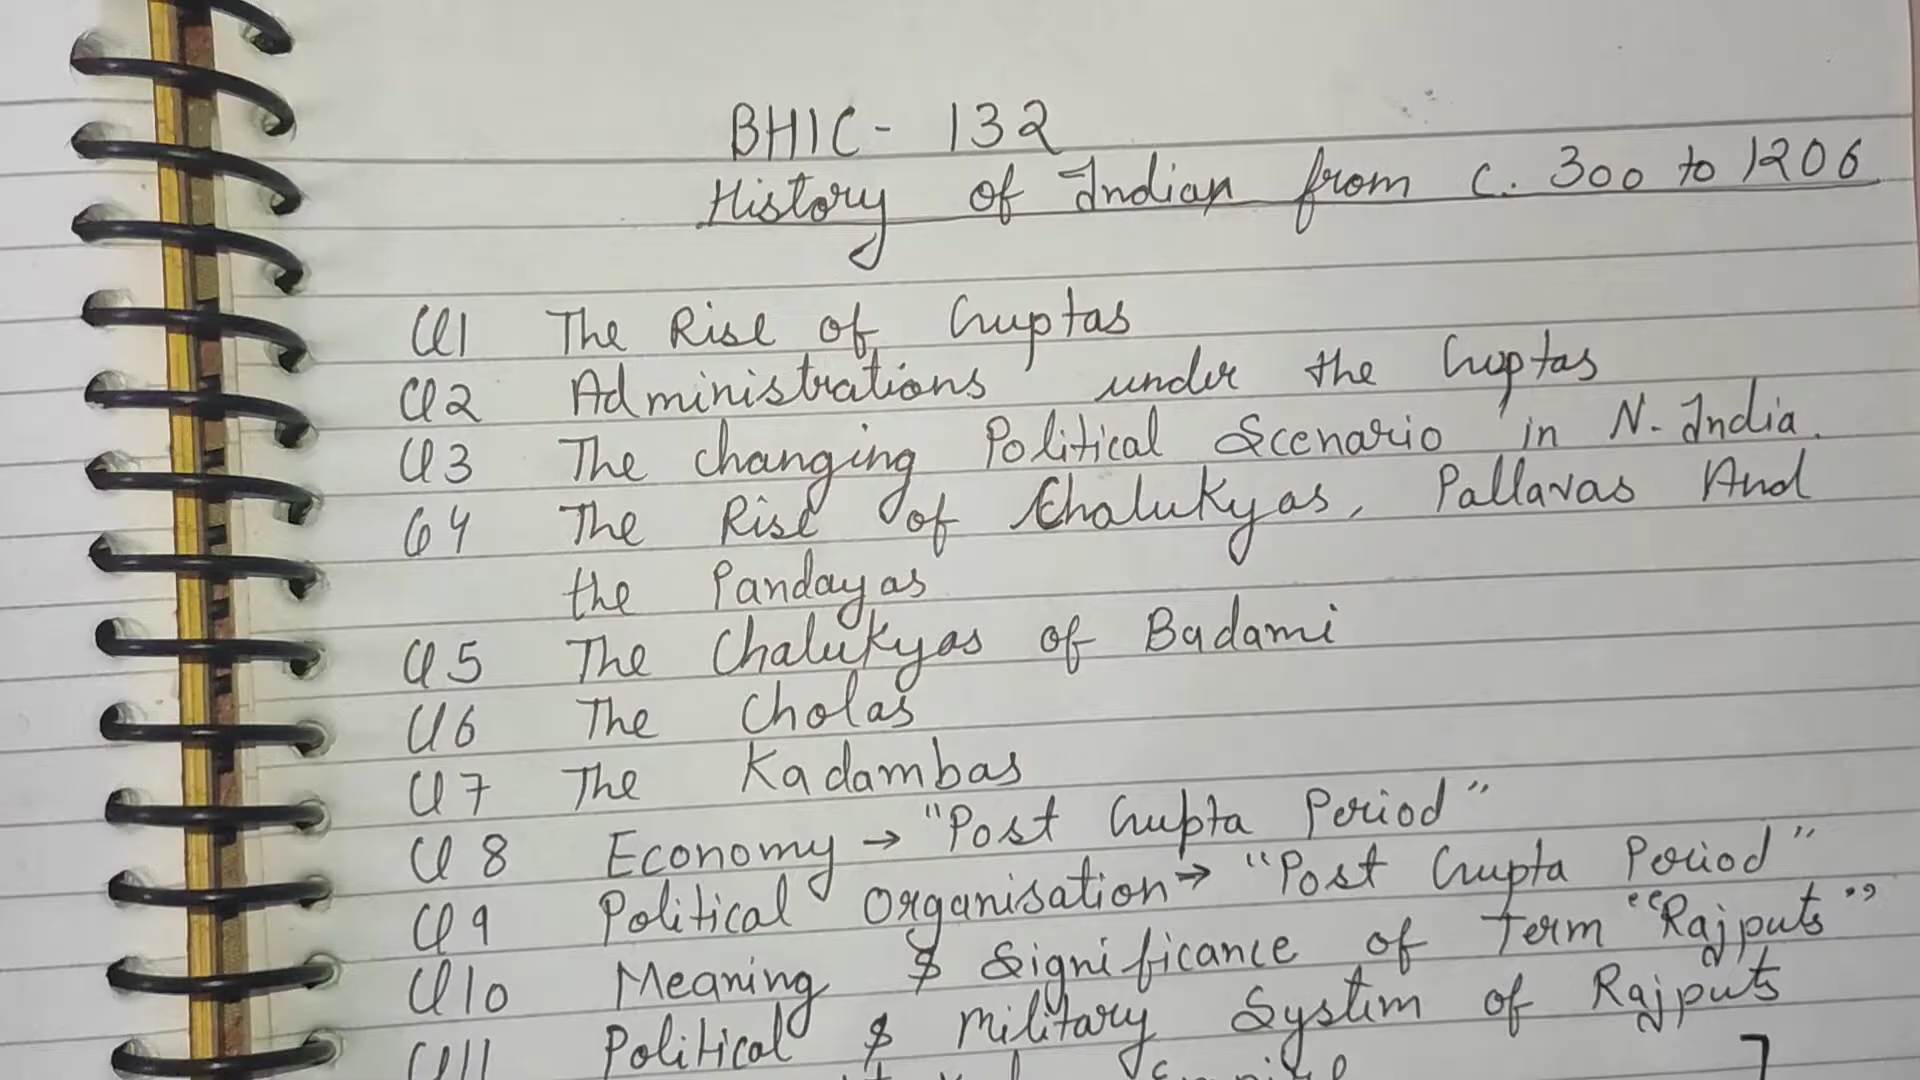 BHIC- 132
History of Indian from c. 300 to 1206
U1 The Rise of Guptas
U2 Administrations under the Guptas
U3 The changing Political Scenario in N. India.
U4 The Rise of Chalukyas, Pallavas And
the Pandayas
U5 The Chalukyas of Badami
U6 The Cholas
U7 The Kadambas
U8 Economy → "Post Gupta Period"
U9 Political Organisation → "Post Gupta Period"
U10 Meaning & Significance of Term "Rajputs"
U11 Political & Military System of Rajputs